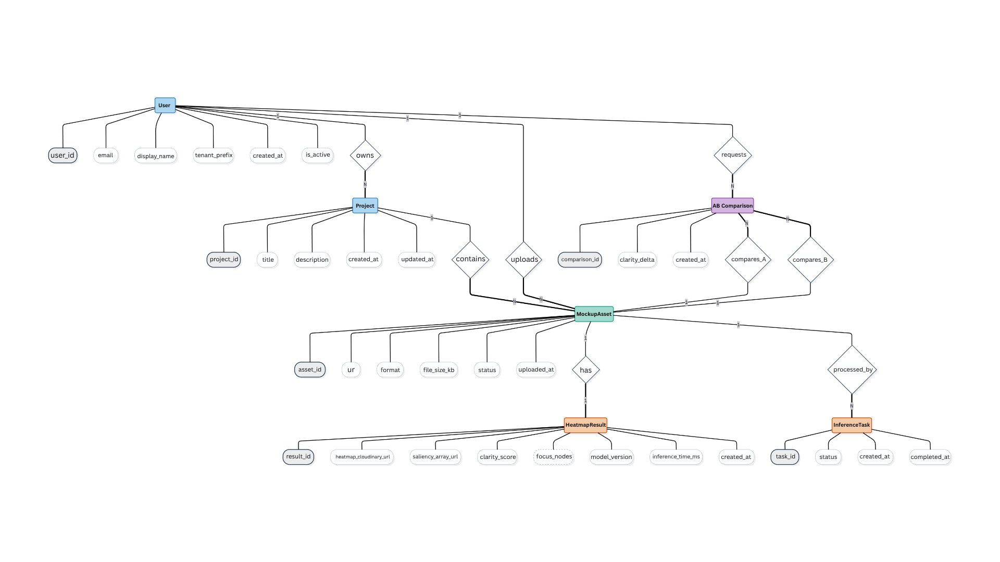 User
1
1
1
user_id
email
display_name
tenant_prefix
created_at
is_active
owns
requests
N
N
Project
AB Comparison
1
N
N
project_id
title
description
created_at
updated_at
contains
uploads
comparison_id
clarity_delta
created_at
compares_A
compares_B
N
N
1
1
MockupAsset
1
1
asset_id
ur
format
file_size_kb
status
uploaded_at
has
processed_by
1
N
HeatmapResult
InferenceTask
result_id
heatmap_cloudinary_url
saliency_array_url
clarity_score
focus_nodes
model_version
inference_time_ms
created_at
task_id
status
created_at
completed_at